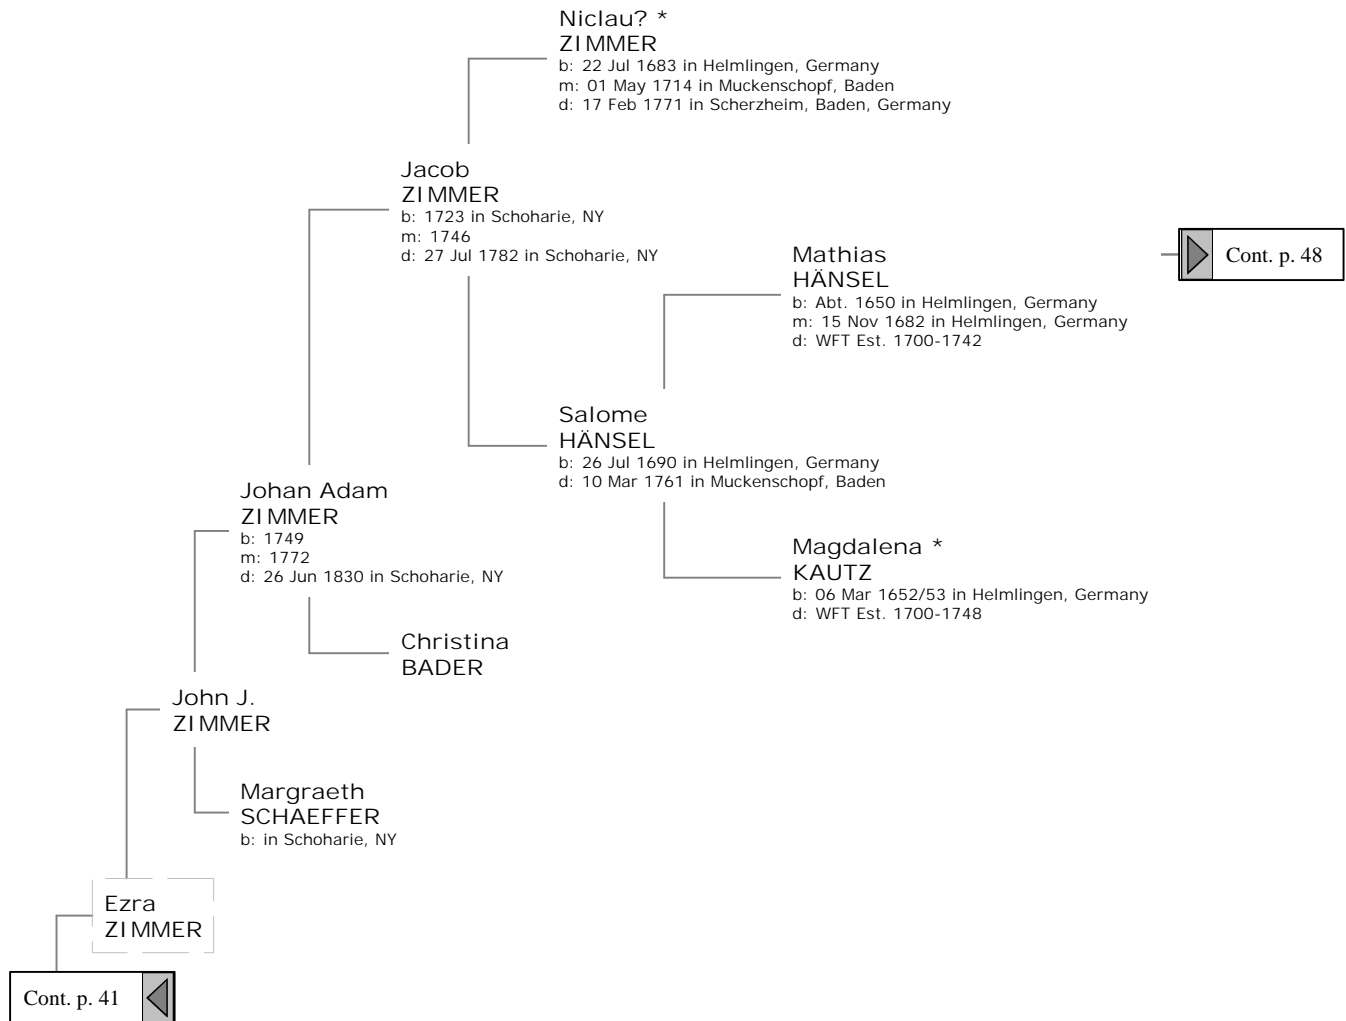 Niclau? *
ZIMMER
b: 22 Jul 1683 in Helmlingen, Germany
m: 01 May 1714 in Muckenschopf, Baden
d: 17 Feb 1771 in Scherzheim, Baden, Germany
Jacob
ZIMMER
b: 1723 in Schoharie, NY
m: 1746
d: 27 Jul 1782 in Schoharie, NY
Mathias
HÄNSEL
b: Abt. 1650 in Helmlingen, Germany
m: 15 Nov 1682 in Helmlingen, Germany
d: WFT Est. 1700-1742
Cont. p. 48
Salome
HÄNSEL
b: 26 Jul 1690 in Helmlingen, Germany
d: 10 Mar 1761 in Muckenschopf, Baden
Johan Adam
ZIMMER
b: 1749
m: 1772
d: 26 Jun 1830 in Schoharie, NY
Magdalena *
KAUTZ
b: 06 Mar 1652/53 in Helmlingen, Germany
d: WFT Est. 1700-1748
Christina
BADER
John J.
ZIMMER
Margraeth
SCHAEFFER
b: in Schoharie, NY
Ezra
ZIMMER
Cont. p. 41